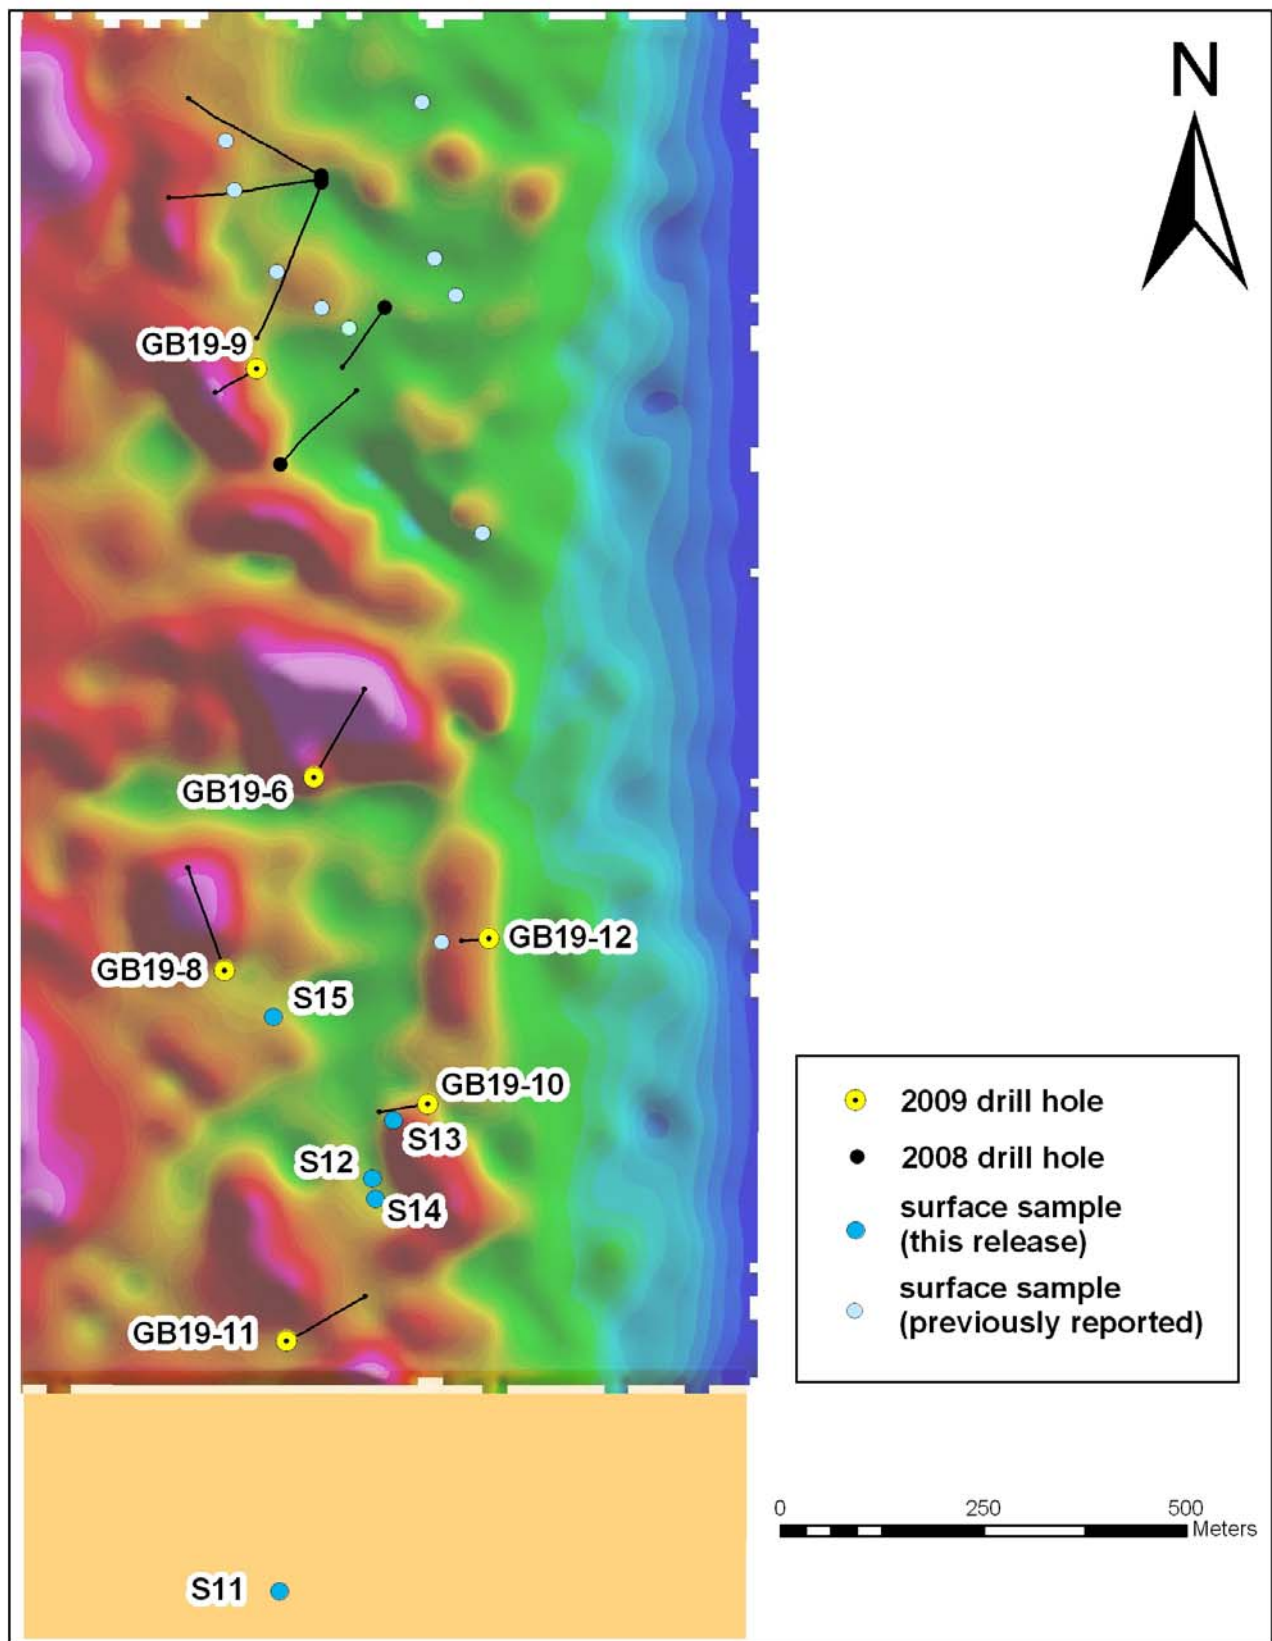 N
GB19-9
GB19-6
GB19-12
GB19-8
S15
GB19-10
S13
S12
S14
GB19-11
S11
2009 drill hole
2008 drill hole
surface sample
(this release)
surface sample
(previously reported)
0 250 500
Meters